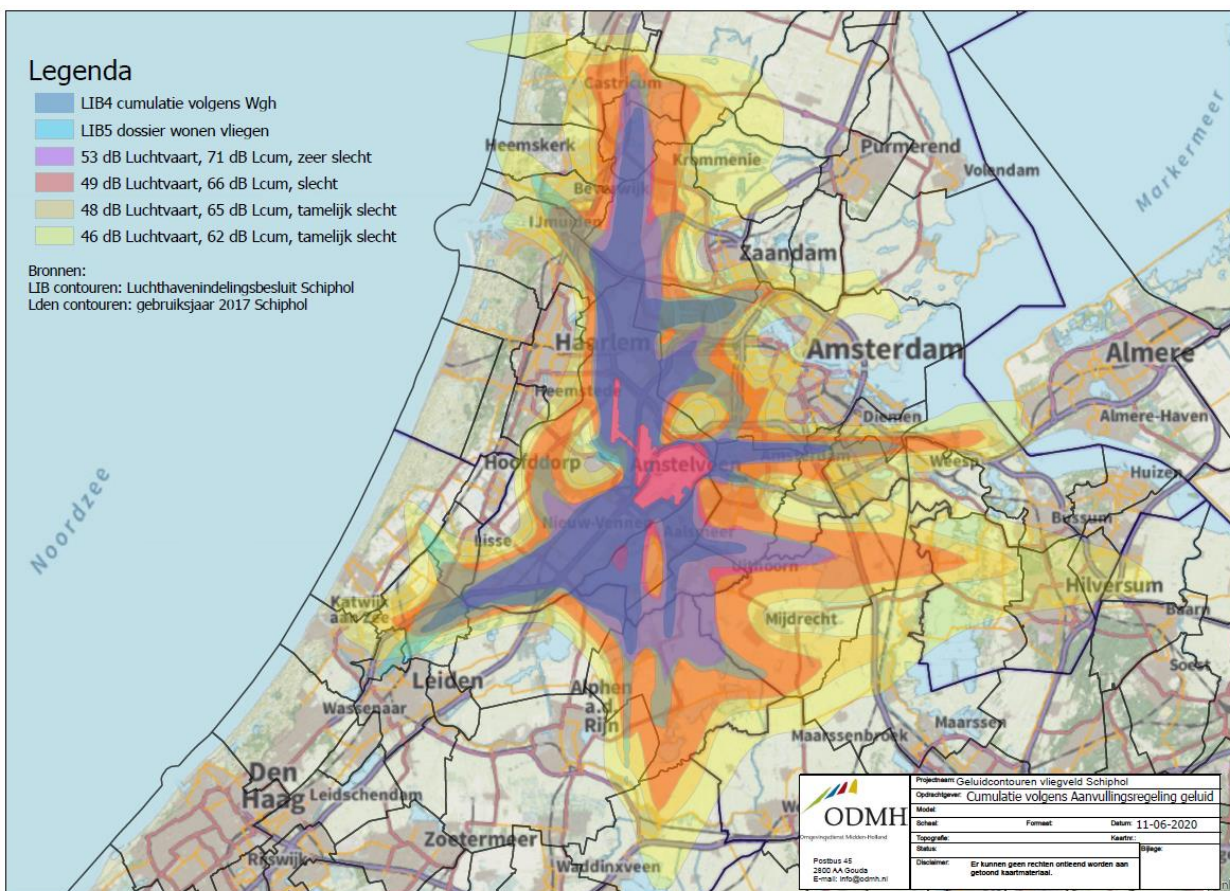 Legenda
LIB4 cumulatie volgens Wgh
LIB5 dossier wonen vliegen
53 dB Luchtvaart, 71 dB Lcum, zeer slecht
49 dB Luchtvaart, 66 dB Lcum, slecht
48 dB Luchtvaart, 65 dB Lcum, tamelijk slecht
46 dB Luchtvaart, 62 dB Lcum, tamelijk slecht
Bronnen:
LIB contouren: Luchthavenindelingsbesluit Schiphol
Lden contouren: gebruiksjaar 2017 Schiphol
Castricum
Heemskerk
Krommenie
Purmerend
Volendam
Markermeer
Beverwijk
IJmuiden
Zaandam
Haarlem
Amsterdam
Almere
Heemstede
Diemen
Almere-Haven
Hoofddorp
Amstelveen
Amsterdam
Weesp
Huizen
Noordzee
Nieuw-Vennep
Aalsmeer
Bussum
Lisse
Uithoorn
Hilversum
Katwijk
aan Zee
Mijdrecht
Baarn
Leiden
Soest
Wassenaar
Alphen
a.d.
Rijn
Maarssen
Maarssenbroek
Den
Haag
Leidschendam
Zoetermeer
Rijswijk
Waddinxveen
ODMH
Omgevingsdienst Midden-Holland
Postbus 45
2800 AA Gouda
E-mail: info@odmh.nl
Projectnaam: Geluidcontouren vliegveld Schiphol
Opdrachtgever: Cumulatie volgens Aanvullingsregeling geluid
Model:
Schaal: Formaat: Datum: 11-06-2020
Topografie: Kaartnr.:
Status: Bijlage:
Disclaimer: Er kunnen geen rechten ontleend worden aan
getoond kaartmateriaal.